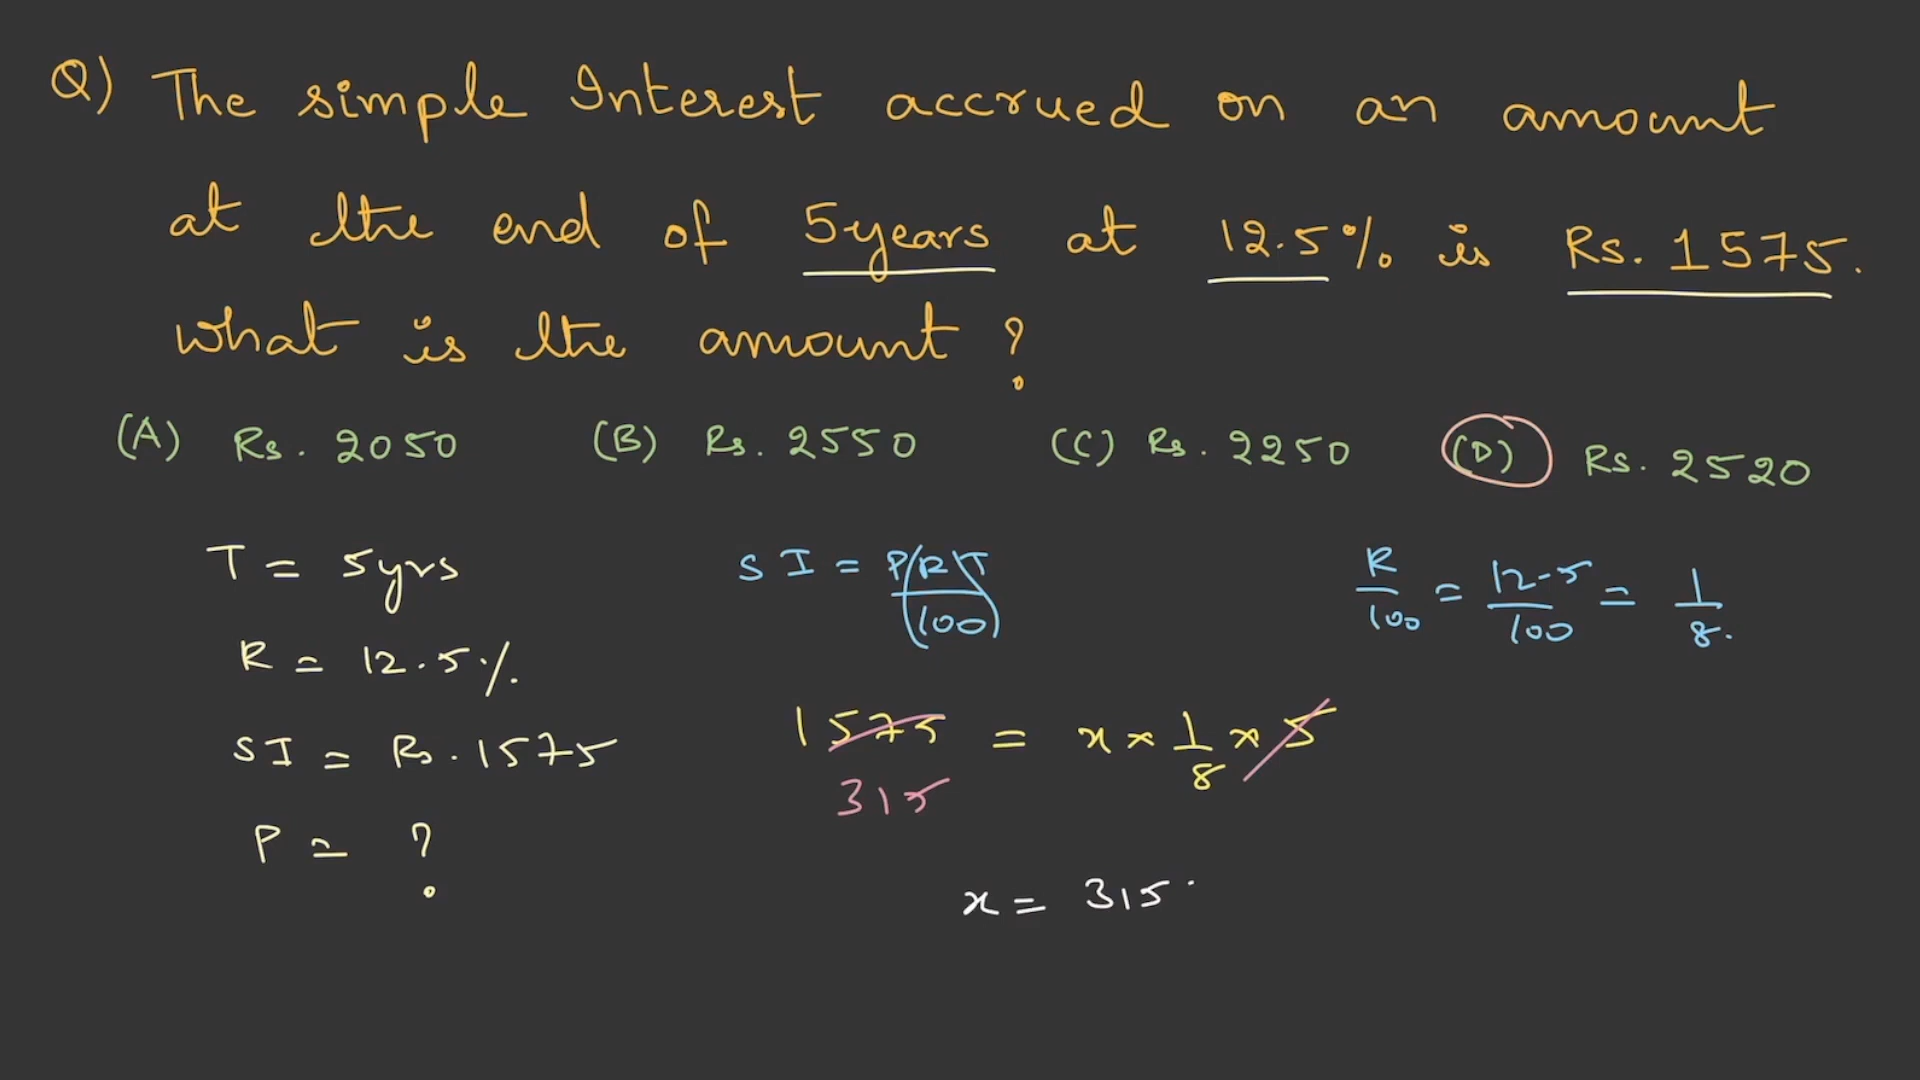 Q) The simple Interest accrued on an amount
at the end of 5years at 12.5% is Rs. 1575.
what is the amount?
(A) Rs. 2050 (B) Rs. 2550 (C) Rs. 2250 (D) Rs. 2520
T = 5yrs
SI = PRT/100
R/100 = 12.5/100 = 1/8.
R = 12.5%
SI = Rs. 1575
1575 = x × 1/8 × 5
315
P = ?
x = 315